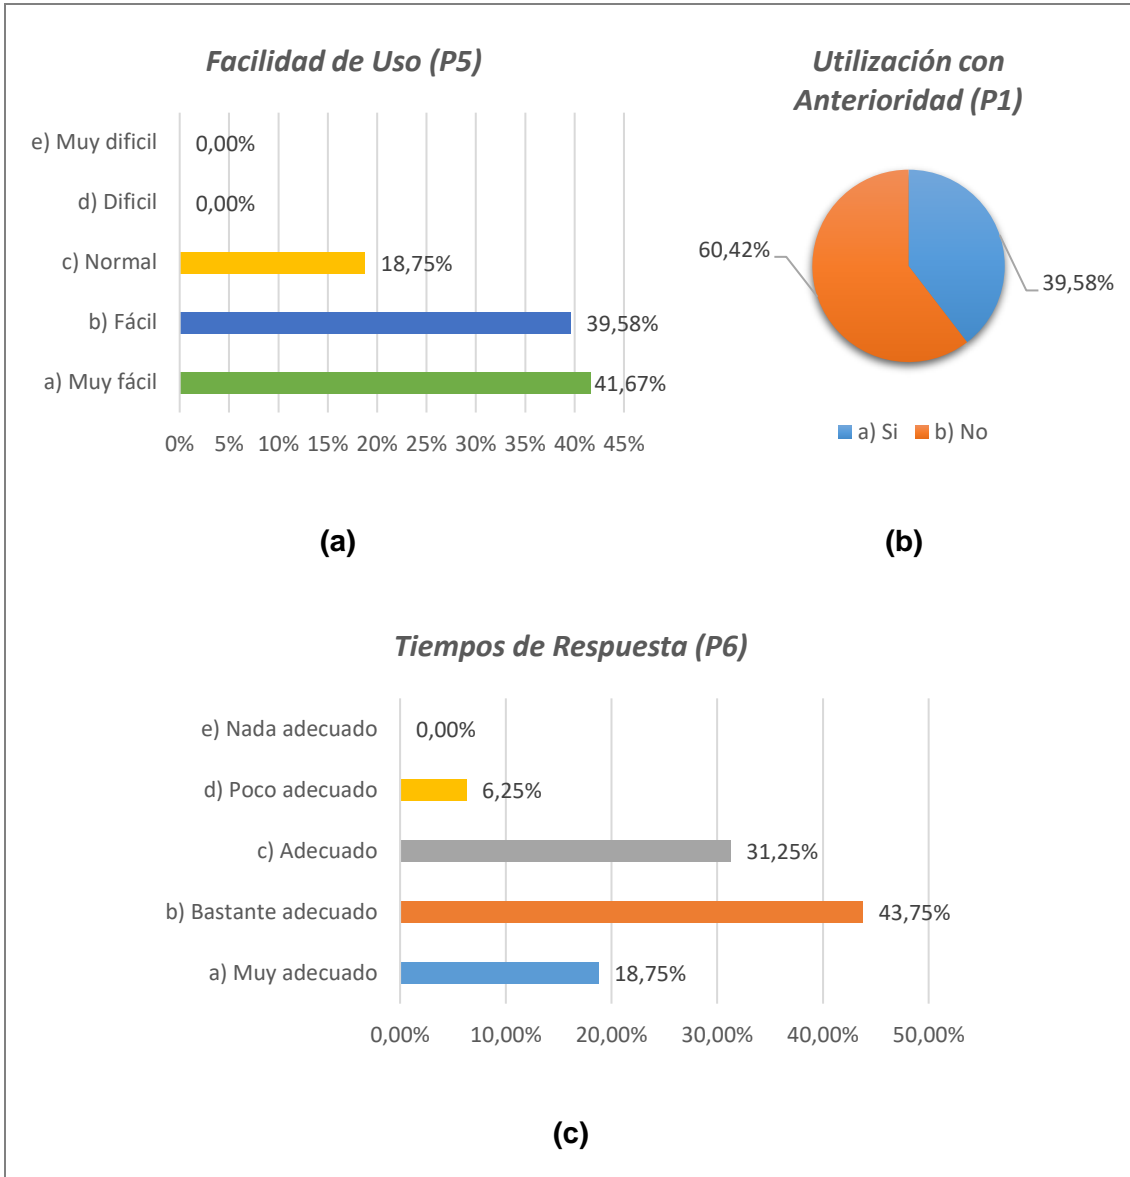 Facilidad de Uso (P5)
e) Muy dificil
0,00%
d) Dificil
0,00%
c) Normal
18,75%
b) Fácil
39,58%
a) Muy fácil
41,67%
0% 5% 10% 15% 20% 25% 30% 35% 40% 45%
(a)
Utilización con
Anterioridad (P1)
60,42%
39,58%
a) Si b) No
(b)
Tiempos de Respuesta (P6)
e) Nada adecuado
0,00%
d) Poco adecuado
6,25%
c) Adecuado
31,25%
b) Bastante adecuado
43,75%
a) Muy adecuado
18,75%
0,00% 10,00% 20,00% 30,00% 40,00% 50,00%
(c)